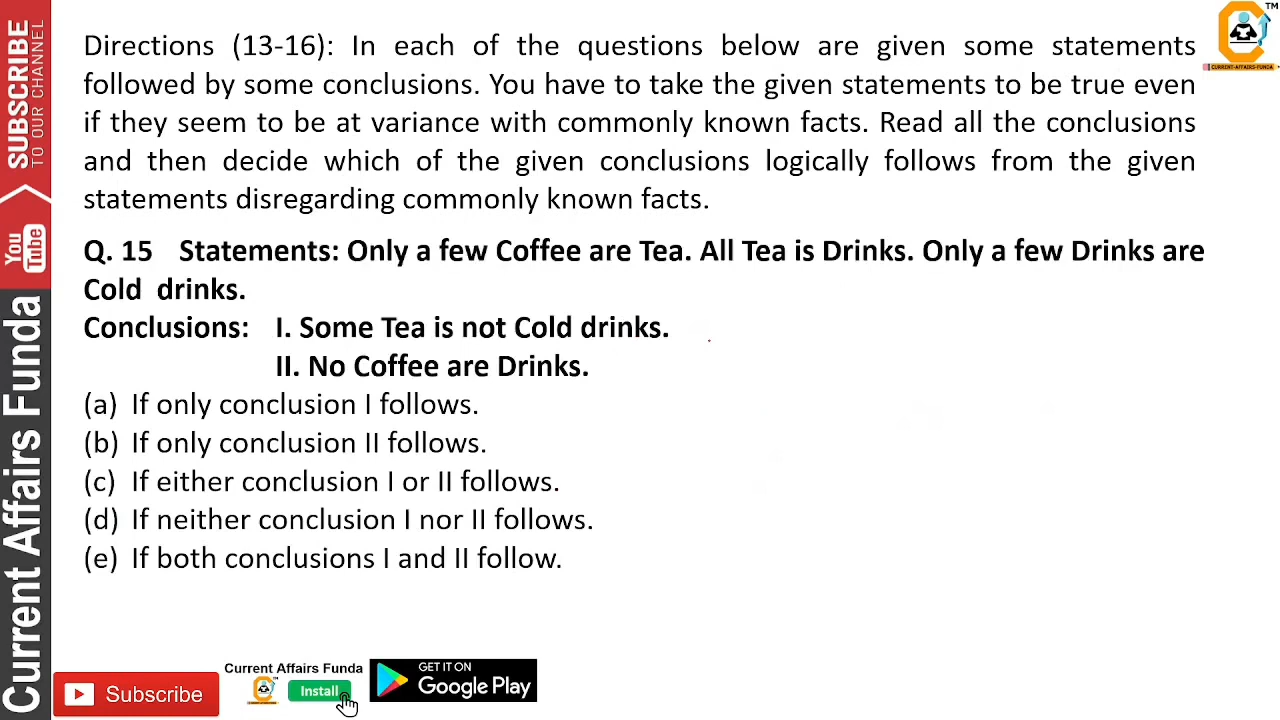 SUBSCRIBE
TO OUR CHANNEL
You
Tube
Current Affairs Funda
TM
CURRENT-AFFAIRS-FUNDA
Directions (13-16): In each of the questions below are given some statements
followed by some conclusions. You have to take the given statements to be true even
if they seem to be at variance with commonly known facts. Read all the conclusions
and then decide which of the given conclusions logically follows from the given
statements disregarding commonly known facts.
Q. 15 Statements: Only a few Coffee are Tea. All Tea is Drinks. Only a few Drinks are
Cold drinks.
Conclusions: I. Some Tea is not Cold drinks.
II. No Coffee are Drinks.
(a) If only conclusion I follows.
(b) If only conclusion II follows.
(c) If either conclusion I or II follows.
(d) If neither conclusion I nor II follows.
(e) If both conclusions I and II follow.
Subscribe
Current Affairs Funda
Install
GET IT ON
Google Play